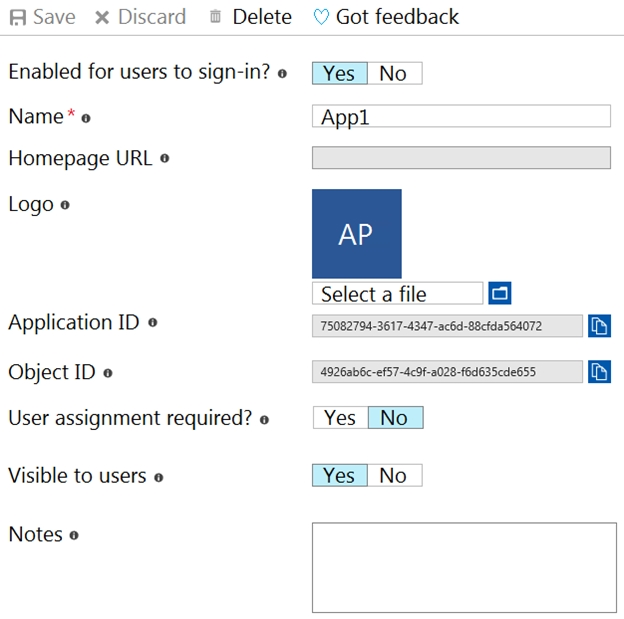 Save Discard Delete Got feedback
Enabled for users to sign-in? Yes No
Name* App1
Homepage URL
Logo
AP
Select a file
Application ID 75082794-3617-4347-ac6d-88cfda564072
Object ID 4926ab6c-ef57-4c9f-a028-f6d635cde655
User assignment required? Yes No
Visible to users Yes No
Notes